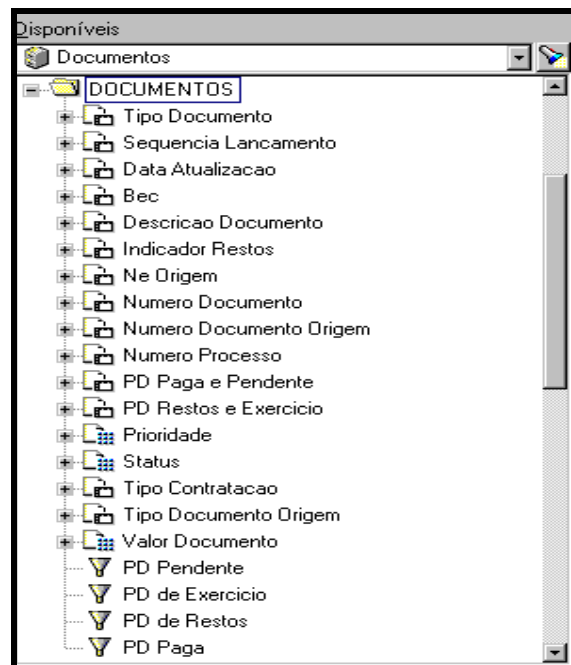 Disponíveis
Documentos
DOCUMENTOS
Tipo Documento
Sequencia Lancamento
Data Atualizacao
Bec
Descricao Documento
Indicador Restos
Ne Origem
Numero Documento
Numero Documento Origem
Numero Processo
PD Paga e Pendente
PD Restos e Exercicio
Prioridade
Status
Tipo Contratacao
Tipo Documento Origem
Valor Documento
PD Pendente
PD de Exercicio
PD de Restos
PD Paga